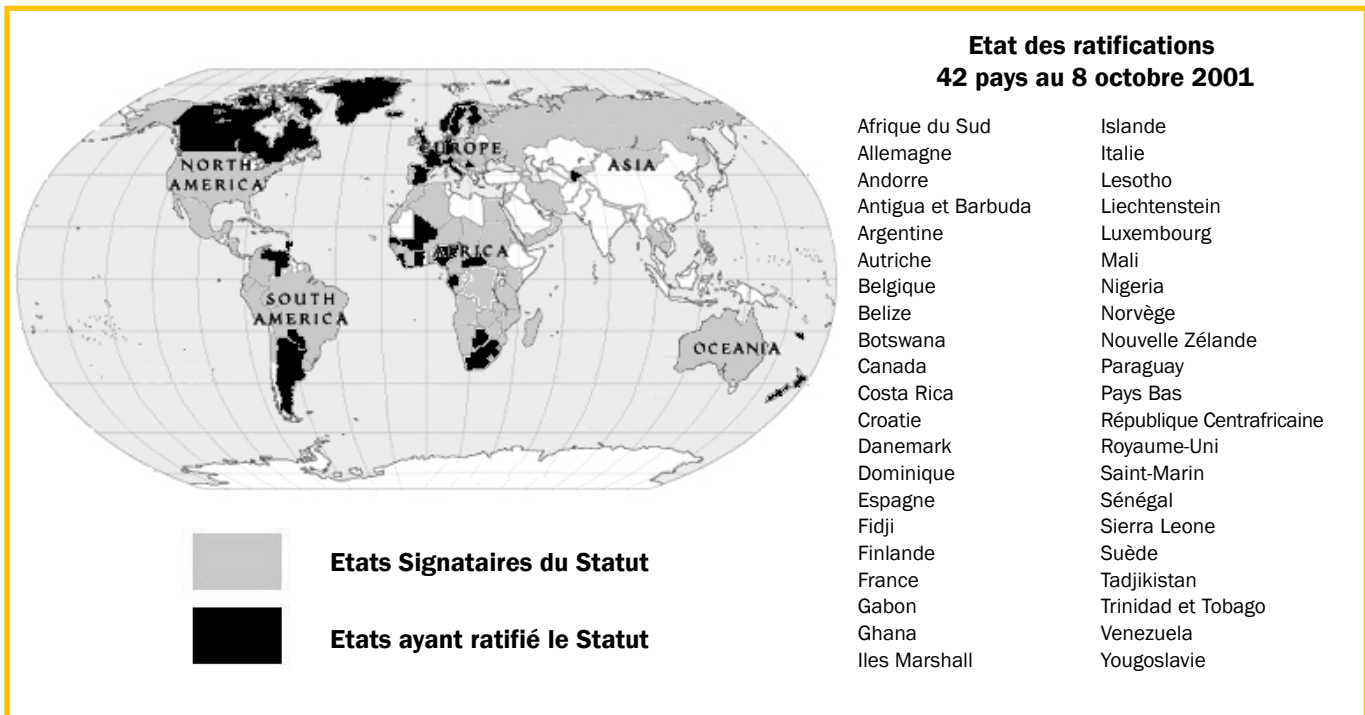 Etat des ratifications
42 pays au 8 octobre 2001
NORTH
AMERICA
EUROPE
ASIA
AFRICA
SOUTH
AMERICA
OCEANIA
Etats Signataires du Statut
Etats ayant ratifié le Statut
Afrique du Sud
Allemagne
Andorre
Antigua et Barbuda
Argentine
Autriche
Belgique
Belize
Botswana
Canada
Costa Rica
Croatie
Danemark
Dominique
Espagne
Fidji
Finlande
France
Gabon
Ghana
Iles Marshall
Islande
Italie
Lesotho
Liechtenstein
Luxembourg
Mali
Nigeria
Norvège
Nouvelle Zélande
Paraguay
Pays Bas
République Centrafricaine
Royaume-Uni
Saint-Marin
Sénégal
Sierra Leone
Suède
Tadjikistan
Trinidad et Tobago
Venezuela
Yougoslavie